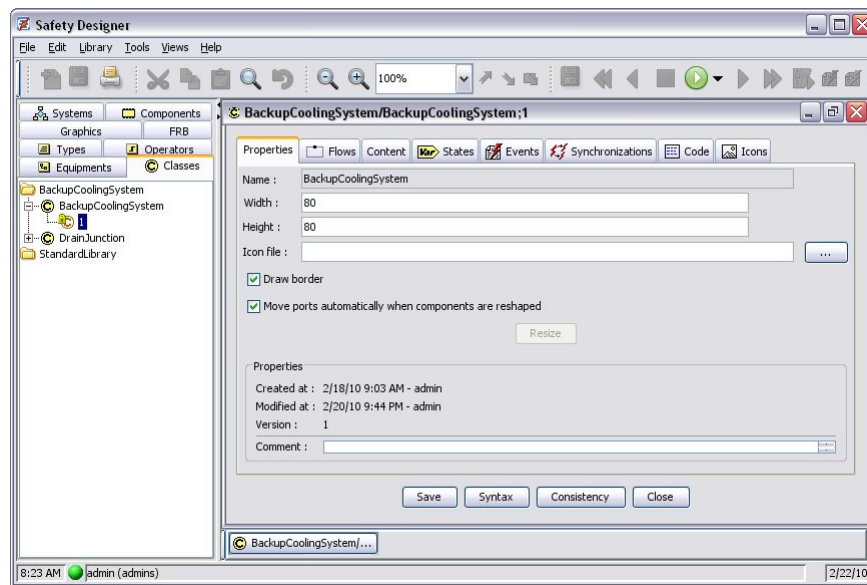 Safety Designer
File Edit Library Tools Views Help
100%
Systems Components
Graphics FRB
Types Operators
Equipments Classes
BackupCoolingSystem
BackupCoolingSystem
1
DrainJunction
StandardLibrary
BackupCoolingSystem/BackupCoolingSystem;1
Properties Flows Content Var States Events Synchronizations Code Icons
Name : BackupCoolingSystem
Width : 80
Height : 80
Icon file : ...
Draw border
Move ports automatically when components are reshaped
Resize
Properties
Created at : 2/18/10 9:03 AM - admin
Modified at : 2/20/10 9:44 PM - admin
Version : 1
Comment :
Save Syntax Consistency Close
BackupCoolingSystem/...
8:23 AM admin (admins) 2/22/10